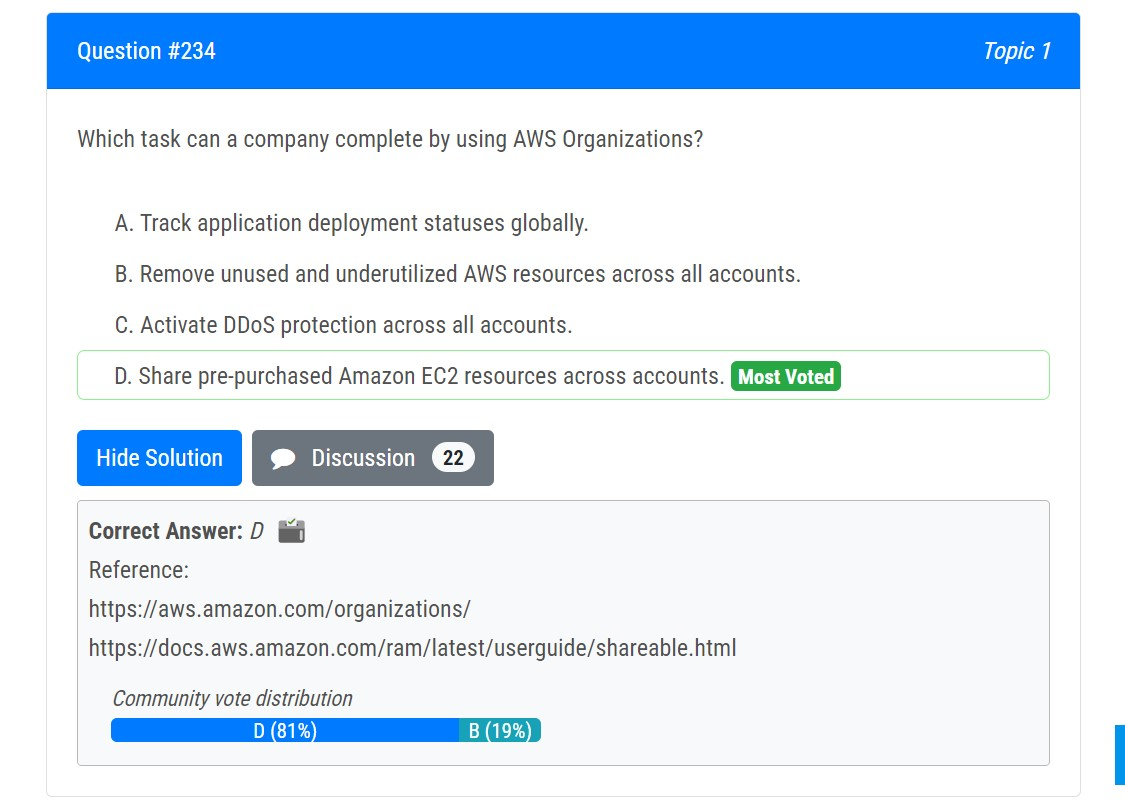 Question #234
Topic 1
Which task can a company complete by using AWS Organizations?
A. Track application deployment statuses globally.
B. Remove unused and underutilized AWS resources across all accounts.
C. Activate DDoS protection across all accounts.
D. Share pre-purchased Amazon EC2 resources across accounts. Most Voted
Hide Solution
Discussion 22
Correct Answer: D
Reference:
https://aws.amazon.com/organizations/
https://docs.aws.amazon.com/ram/latest/userguide/shareable.html
Community vote distribution
D (81%) B (19%)